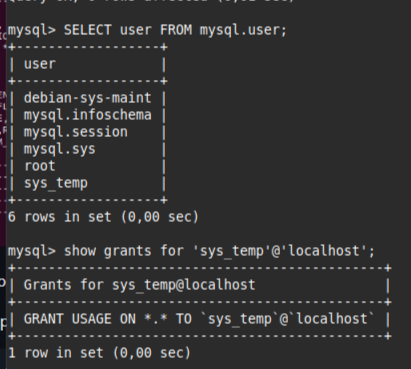 mysql> SELECT user FROM mysql.user;
+------------------+
| user             |
+------------------+
| debian-sys-maint |
| mysql.infoschema |
| mysql.session    |
| mysql.sys        |
| root             |
| sys_temp         |
+------------------+
6 rows in set (0,00 sec)
mysql> show grants for 'sys_temp'@'localhost';
+----------------------------------------------+
| Grants for sys_temp@localhost                |
+----------------------------------------------+
| GRANT USAGE ON *.* TO `sys_temp`@`localhost` |
+----------------------------------------------+
1 row in set (0,00 sec)